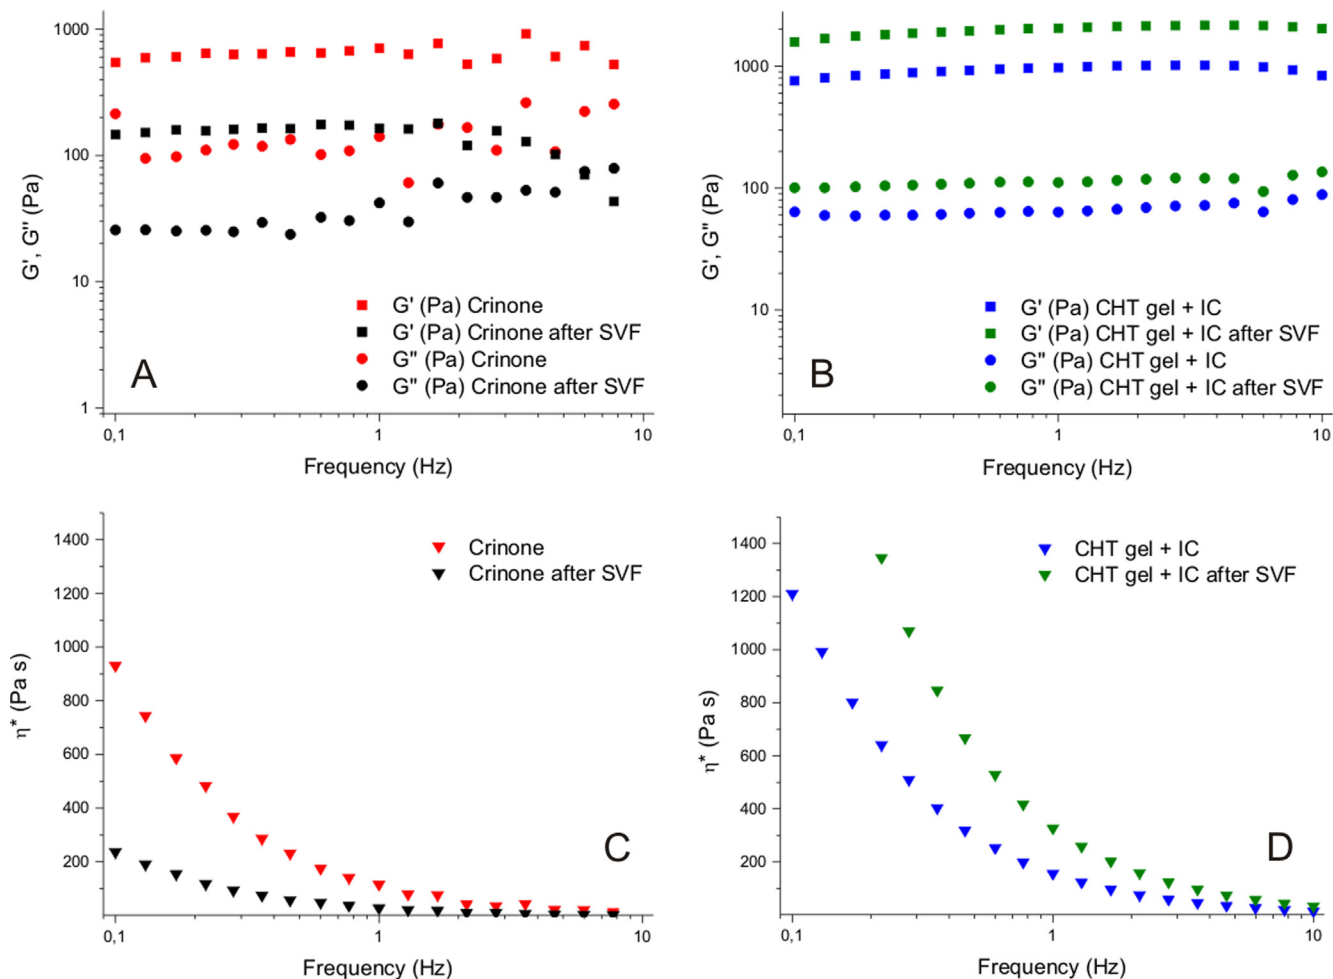 1000
100
10
1
G', G" (Pa)
G' (Pa) Crinone
G' (Pa) Crinone after SVF
G" (Pa) Crinone
G" (Pa) Crinone after SVF
A
0,1
1
10
Frequency (Hz)
1000
100
10
G', G" (Pa)
G' (Pa) CHT gel + IC
G' (Pa) CHT gel + IC after SVF
G" (Pa) CHT gel + IC
G" (Pa) CHT gel + IC after SVF
B
0,1
1
10
Frequency (Hz)
1400
1200
1000
800
600
400
200
η* (Pa s)
Crinone
Crinone after SVF
C
0,1
1
10
Frequency (Hz)
1400
1200
1000
800
600
400
200
η* (Pa s)
CHT gel + IC
CHT gel + IC after SVF
D
0,1
1
10
Frequency (Hz)